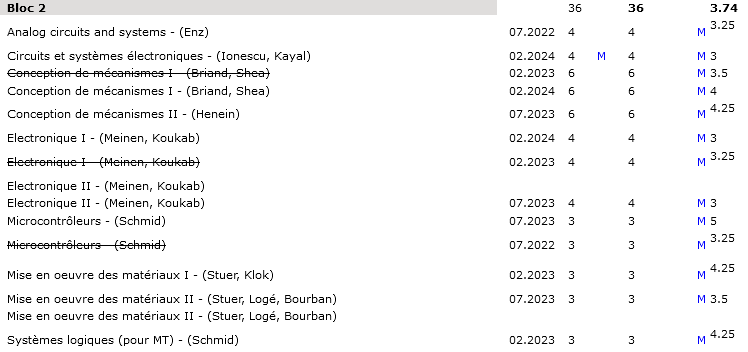 Bloc 2 36 36 3.74
Analog circuits and systems - (Enz) 07.2022 4 4 M 3.25
Circuits et systèmes électroniques - (Ionescu, Kayal) 02.2024 4 M 4 M 3
Conception de mécanismes I - (Briand, Shea) 02.2023 6 6 M 3.5
Conception de mécanismes I - (Briand, Shea) 02.2024 6 6 M 4
Conception de mécanismes II - (Henein) 07.2023 6 6 M 4.25
Electronique I - (Meinen, Koukab) 02.2024 4 4 M 3
Electronique I - (Meinen, Koukab) 02.2023 4 4 M 3.25
Electronique II - (Meinen, Koukab)
Electronique II - (Meinen, Koukab) 07.2023 4 4 M 3
Microcontrôleurs - (Schmid) 07.2023 3 3 M 5
Microcontrôleurs - (Schmid) 07.2022 3 3 M 3.25
Mise en oeuvre des matériaux I - (Stuer, Klok) 02.2023 3 3 M 4.25
Mise en oeuvre des matériaux II - (Stuer, Logé, Bourban) 07.2023 3 3 M 3.5
Mise en oeuvre des matériaux II - (Stuer, Logé, Bourban)
Systèmes logiques (pour MT) - (Schmid) 02.2023 3 3 M 4.25